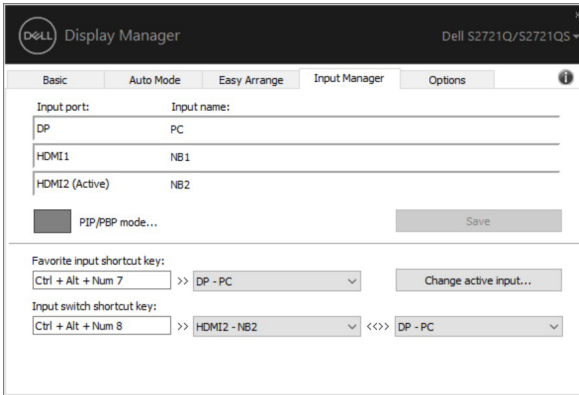 DELL Display Manager Dell S2721Q/S2721QS
Basic Auto Mode Easy Arrange Input Manager Options
Input port: Input name:
DP PC
HDMI1 NB1
HDMI2 (Active) NB2
PIP/PBP mode... Save
Favorite input shortcut key:
Ctrl + Alt + Num 7 >> DP - PC Change active input...
Input switch shortcut key:
Ctrl + Alt + Num 8 >> HDMI2 - NB2 <<>> DP - PC